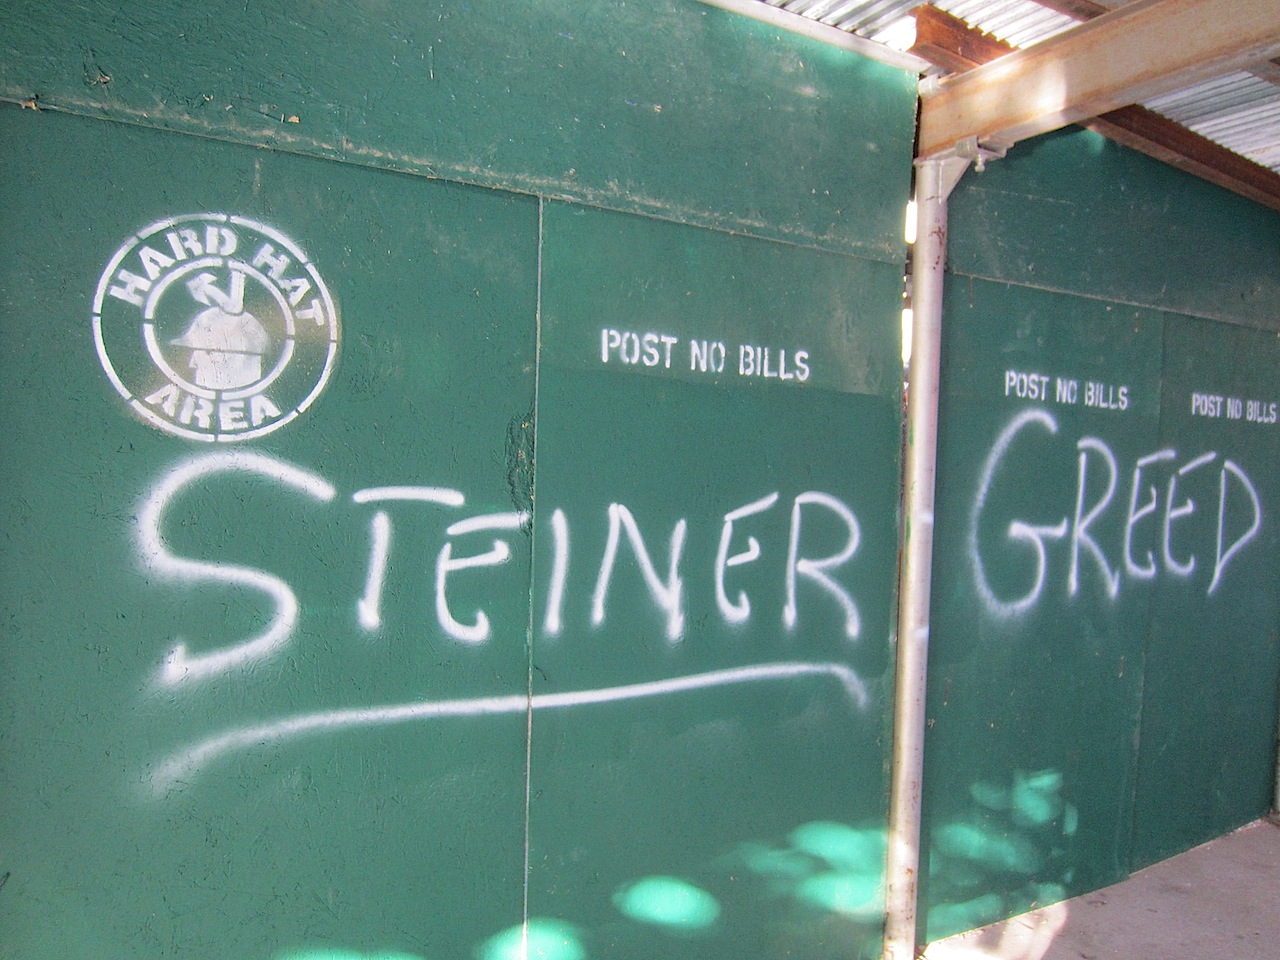 HARD HAT
AREA
POST NO BILLS
POST NO BILLS
POST NO BILLS
STEINER GREED